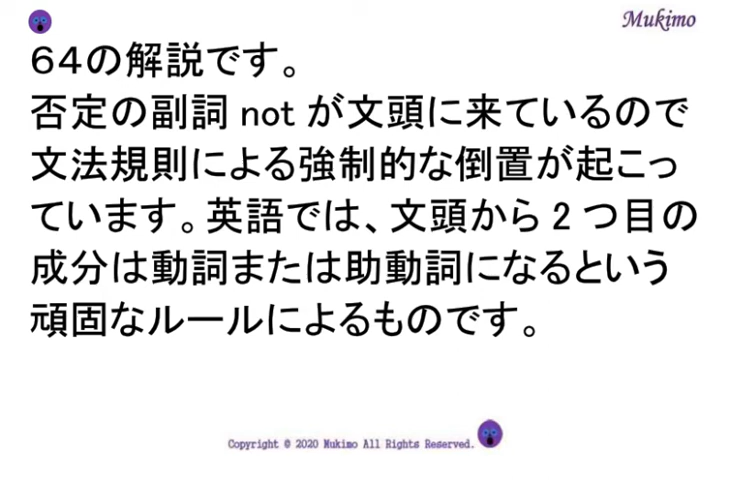 Mukimo
６４の解説です。
否定の副詞 not が文頭に来ているので
文法規則による強制的な倒置が起こっ
ています。英語では、文頭から 2 つ目の
成分は動詞または助動詞になるという
頑固なルールによるものです。
Copyright © 2020 Mukimo All Rights Reserved.